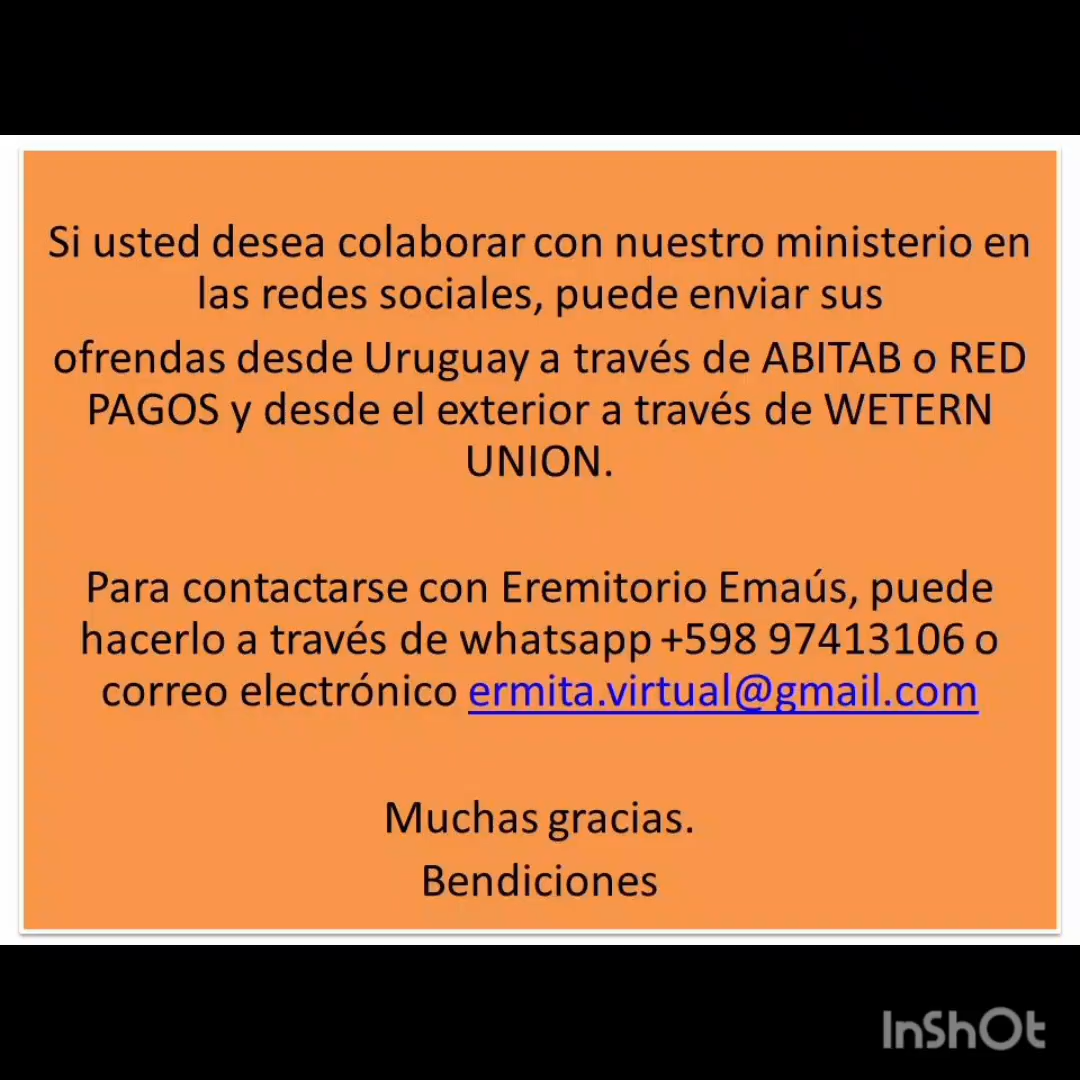 Si usted desea colaborar con nuestro ministerio en
las redes sociales, puede enviar sus
ofrendas desde Uruguay a través de ABITAB o RED
PAGOS y desde el exterior a través de WETERN
UNION.
Para contactarse con Eremitorio Emaús, puede
hacerlo a través de whatsapp +598 97413106 o
correo electrónico ermita.virtual@gmail.com
Muchas gracias.
Bendiciones
InShOt